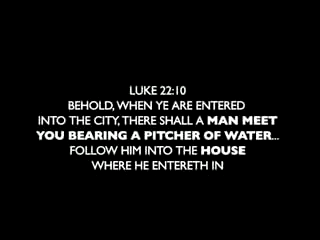 LUKE 22:10
BEHOLD, WHEN YE ARE ENTERED
INTO THE CITY, THERE SHALL A MAN MEET
YOU BEARING A PITCHER OF WATER...
FOLLOW HIM INTO THE HOUSE
WHERE HE ENTERETH IN